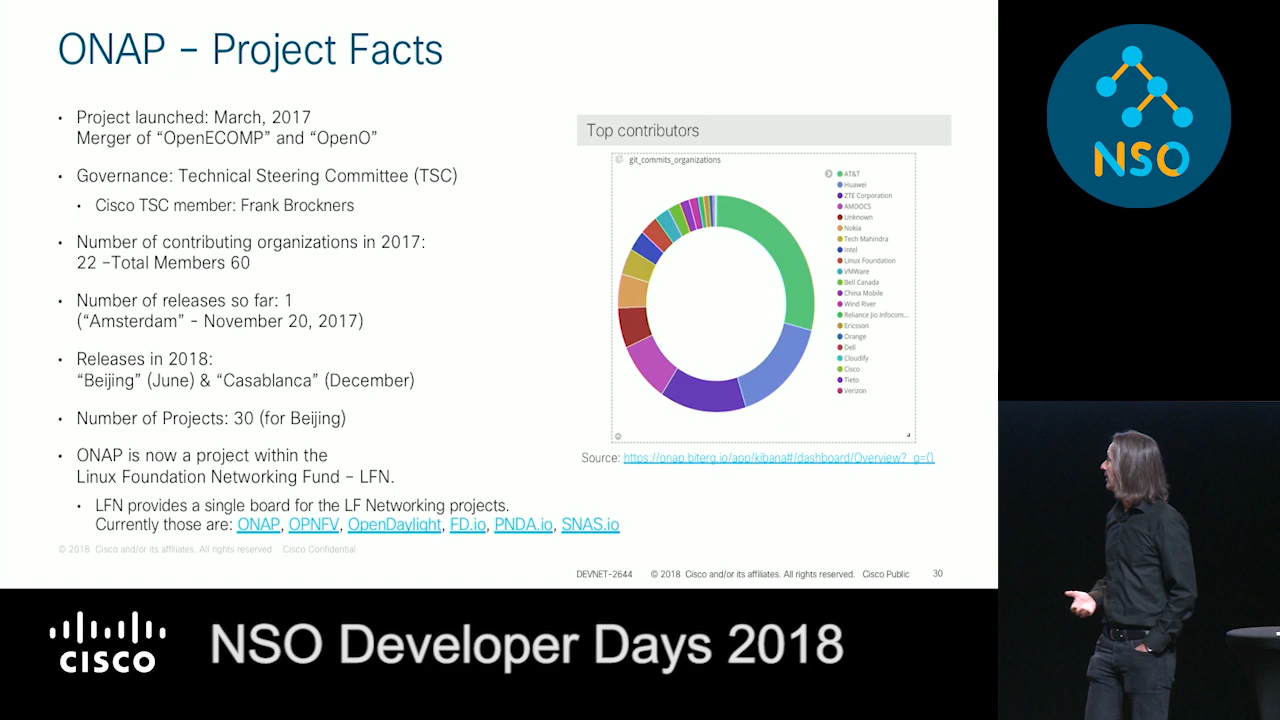 ONAP – Project Facts
• Project launched: March, 2017
Merger of “OpenECOMP” and “OpenO”
• Governance: Technical Steering Committee (TSC)
• Cisco TSC member: Frank Brockners
• Number of contributing organizations in 2017:
22 –Total Members 60
• Number of releases so far: 1
(“Amsterdam” - November 20, 2017)
• Releases in 2018:
“Beijing” (June) & “Casablanca” (December)
• Number of Projects: 30 (for Beijing)
• ONAP is now a project within the
Linux Foundation Networking Fund – LFN.
• LFN provides a single board for the LF Networking projects.
Currently those are: ONAP, OPNFV, OpenDaylight, FD.io, PNDA.io, SNAS.io
Top contributors
git_commits_organizations
AT&T
Huawei
ZTE Corporation
AMDOCS
Unknown
Nokia
Tech Mahindra
Intel
Linux Foundation
VMWare
Bell Canada
China Mobile
Wind River
Reliance Jio Infocom...
Ericsson
Orange
Dell
Cloudify
Cisco
Tieto
Verizon
Source: https://onap.biterg.io/app/kibana#/dashboard/Overview?_g=()
© 2018 Cisco and/or its affiliates. All rights reserved. Cisco Confidential
DEVNET-2644 © 2018 Cisco and/or its affiliates. All rights reserved. Cisco Public 30
NSO
CISCO
NSO Developer Days 2018